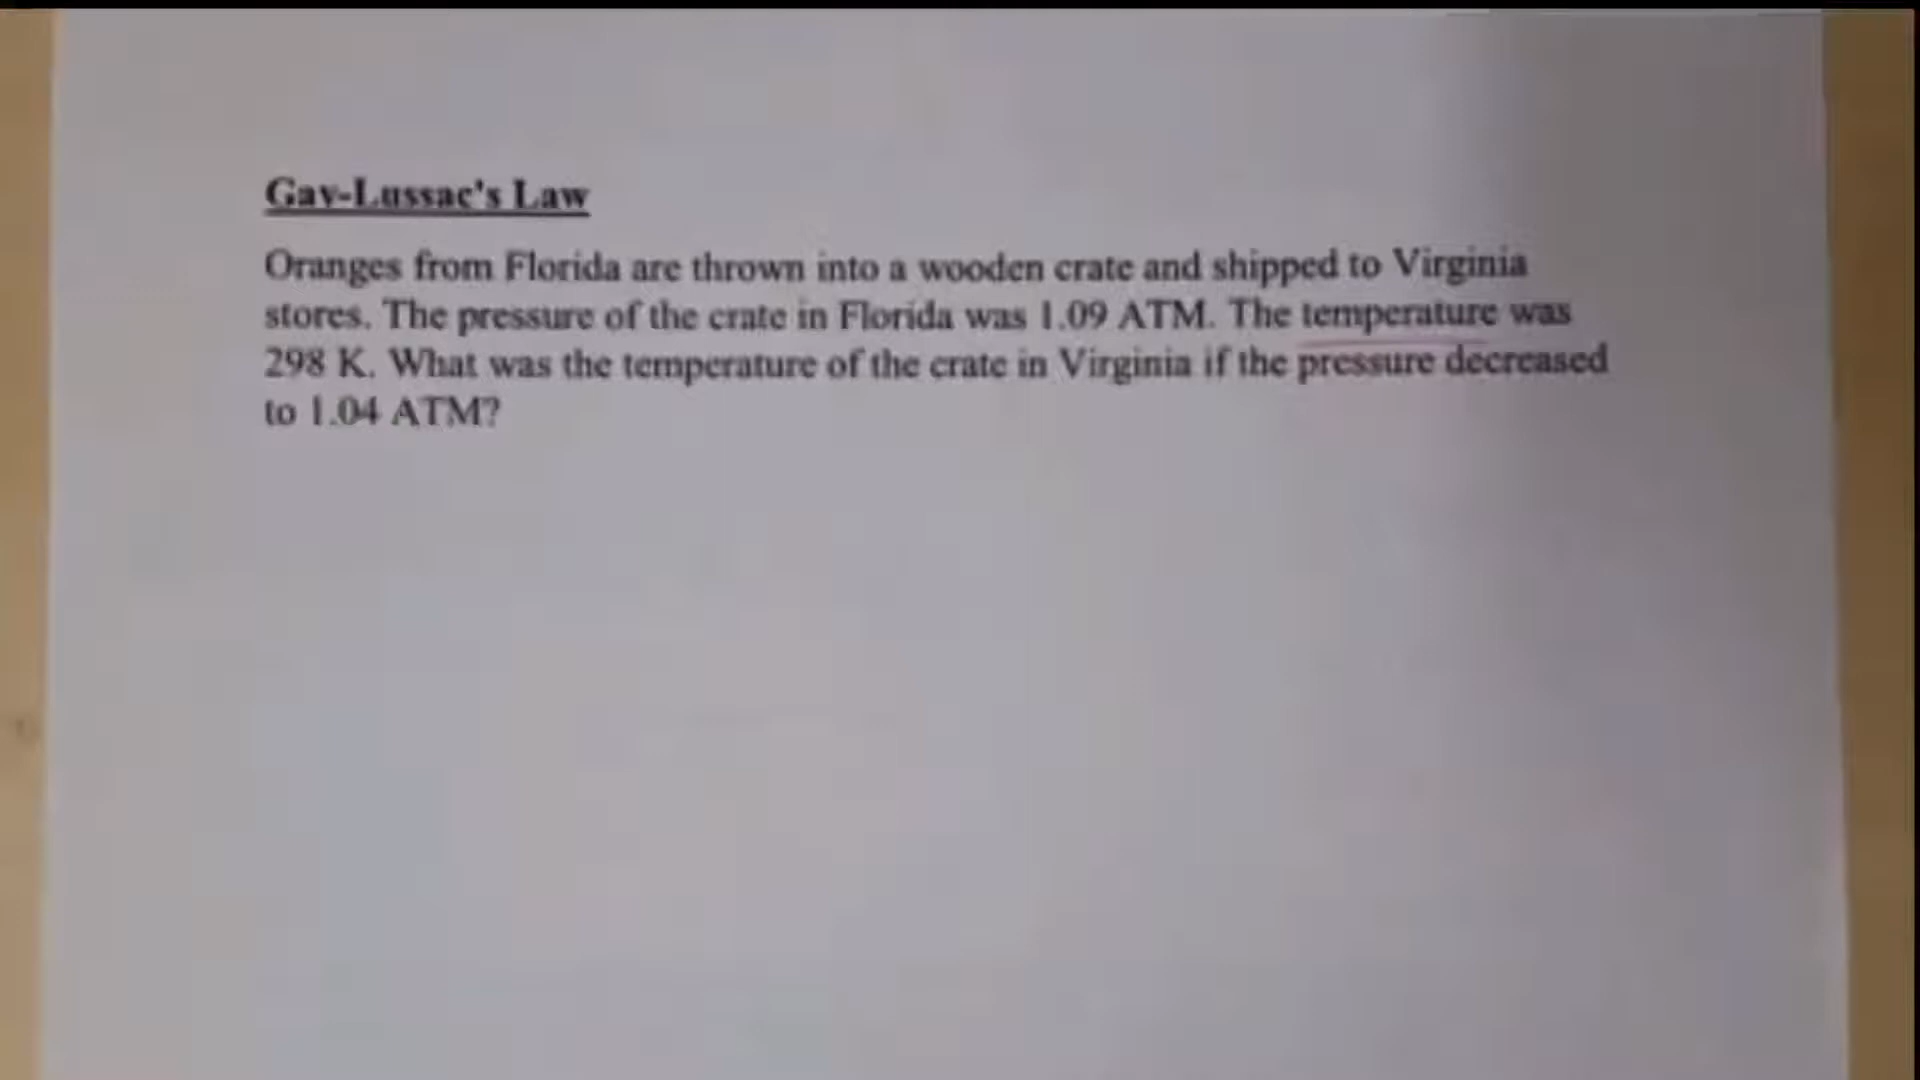 Gay-Lussac's Law
Oranges from Florida are thrown into a wooden crate and shipped to Virginia
stores. The pressure of the crate in Florida was 1.09 ATM. The temperature was
298 K. What was the temperature of the crate in Virginia if the pressure decreased
to 1.04 ATM?